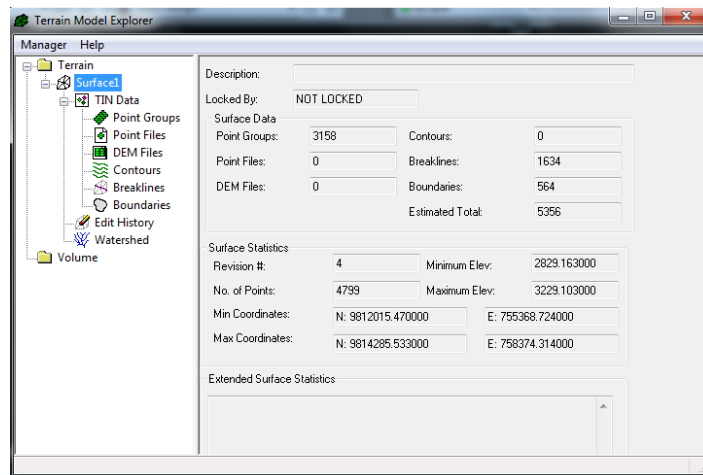 Terrain Model Explorer
Manager Help
Terrain
Surface1
TIN Data
Point Groups
Point Files
DEM Files
Contours
Breaklines
Boundaries
Edit History
Watershed
Volume
Description:
Locked By: NOT LOCKED
Surface Data
Point Groups: 3158 Contours: 0
Point Files: 0 Breaklines: 1634
DEM Files: 0 Boundaries: 564
Estimated Total: 5356
Surface Statistics
Revision #: 4 Minimum Elev: 2829.163000
No. of Points: 4799 Maximum Elev: 3229.103000
Min Coordinates: N: 9812015.470000 E: 755368.724000
Max Coordinates: N: 9814285.533000 E: 758374.314000
Extended Surface Statistics